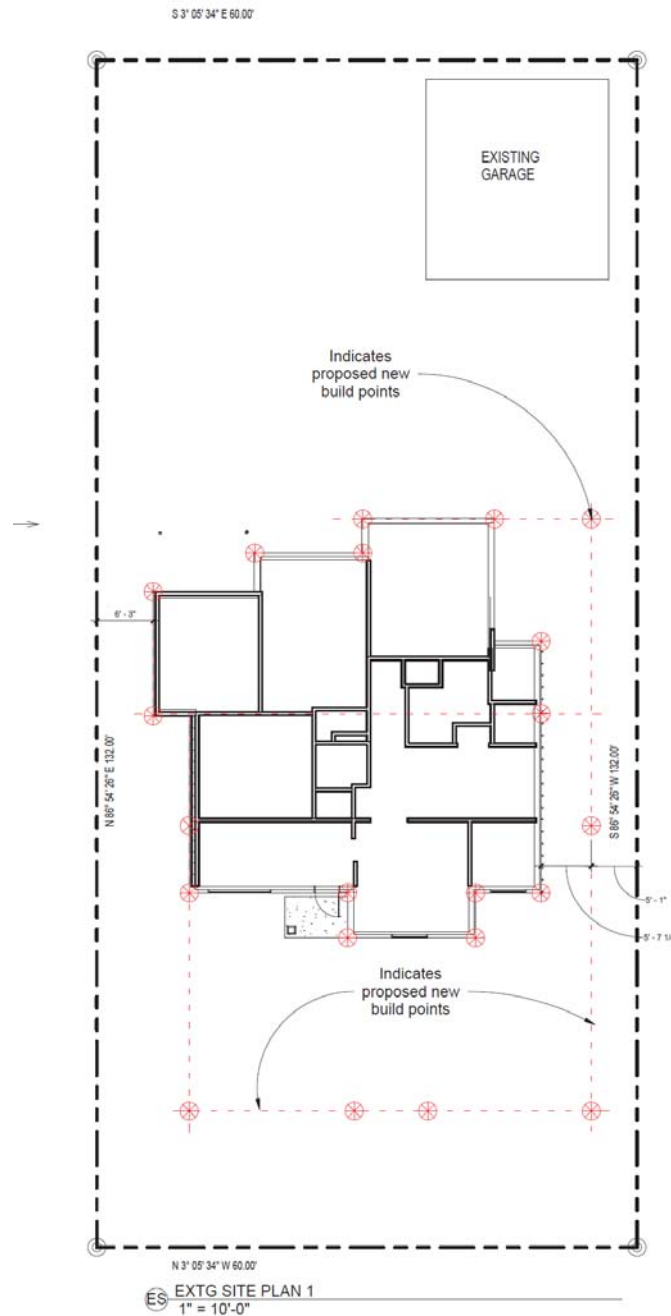 S 3° 05' 34" E 60.00'
EXISTING
GARAGE
Indicates
proposed new
build points
6' - 3"
N 86° 54' 26" E 132.00'
S 86° 54' 26" W 132.00'
5' - 1"
5' - 7 1/
Indicates
proposed new
build points
N 3° 05' 34" W 60.00'
ES EXTG SITE PLAN 1
1" = 10'-0"